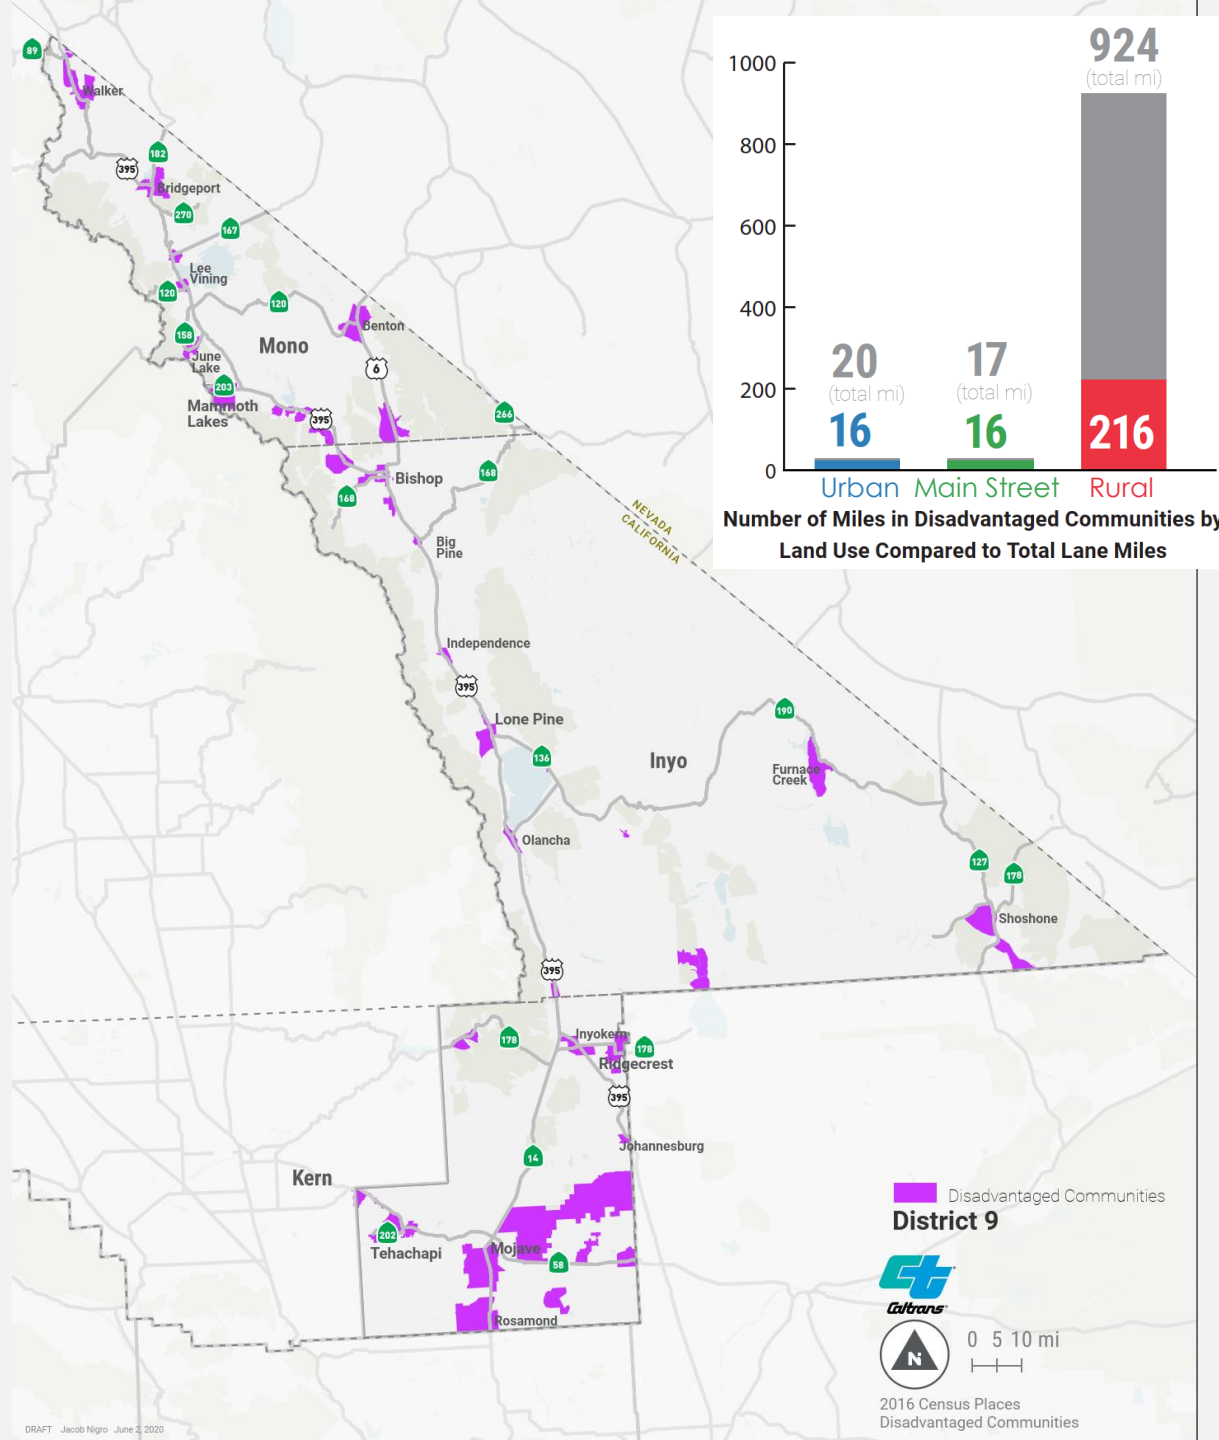 89
Walker
182
395
Bridgeport
270
167
Lee
Vining
120
120
158
Mono
Benton
June
Lake
6
203
Mammoth
Lakes
395
266
Bishop
168
168
Big
Pine
NEVADA
CALIFORNIA
Independence
395
Lone Pine
136
190
Inyo
Furnace
Creek
Olancha
127
178
Shoshone
395
178
Inyokern
178
Ridgecrest
395
Johannesburg
14
Kern
202
Tehachapi
Mojave
58
Rosamond
1000
800
600
400
200
0
924
(total mi)
20
(total mi)
16
17
(total mi)
16
216
Urban Main Street Rural
Number of Miles in Disadvantaged Communities by
Land Use Compared to Total Lane Miles
Disadvantaged Communities
District 9
Caltrans
N
0 5 10 mi
2016 Census Places
Disadvantaged Communities
DRAFT Jacob Nigro June 2, 2020